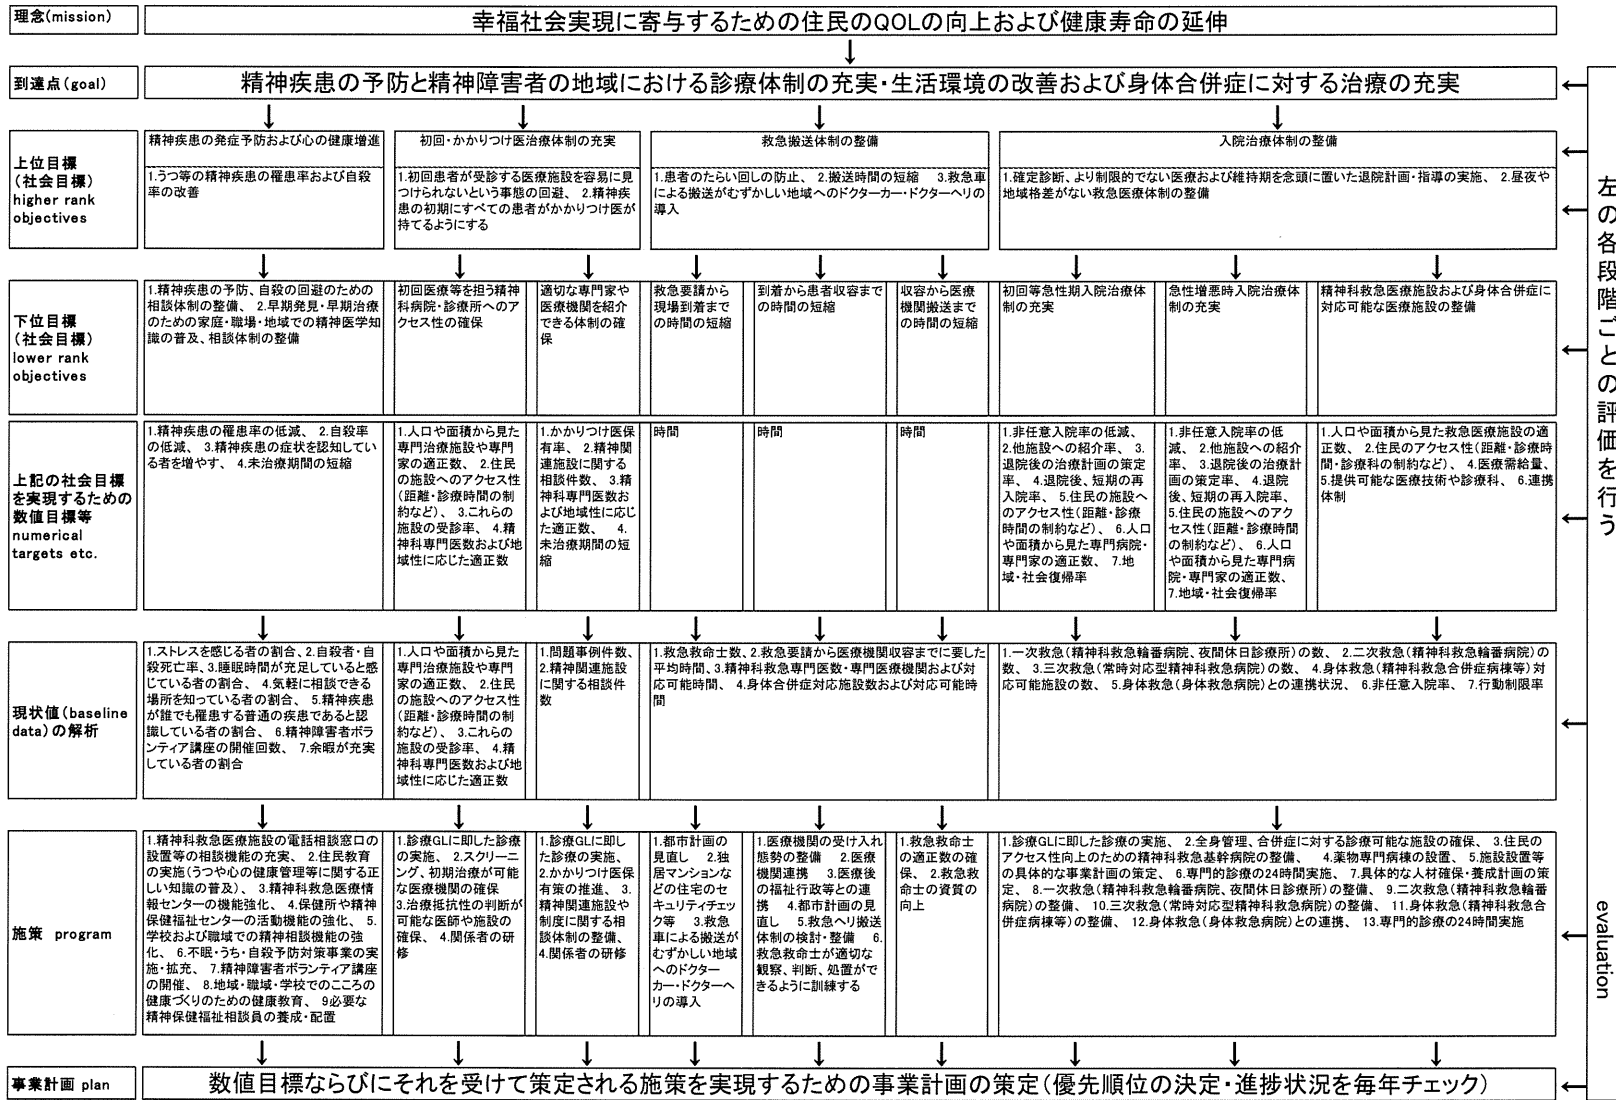 理念(mission)
幸福社会実現に寄与するための住民のQOLの向上および健康寿命の延伸
到達点(goal)
精神疾患の予防と精神障害者の地域における診療体制の充実・生活環境の改善および身体合併症に対する治療の充実
上位目標
(社会目標)
higher rank
objectives
精神疾患の発症予防および心の健康増進
1.うつ等の精神疾患の罹患率および自殺
率の改善
初回・かかりつけ医治療体制の充実
1.初回患者が受診する医療施設を容易に見
つけられないという事態の回避、 2.精神疾
患の初期にすべての患者がかかりつけ医が
持てるようにする
救急搬送体制の整備
1.患者のたらい回しの防止、 2.搬送時間の短縮 3.救急車
による搬送がむずかしい地域へのドクターカー・ドクターヘリの
導入
入院治療体制の整備
1.確定診断、より制限的でない医療および維持期を念頭に置いた退院計画・指導の実施、 2.昼夜や
地域格差がない救急医療体制の整備
下位目標
(社会目標)
lower rank
objectives
1.精神疾患の予防、自殺の回避のための
相談体制の整備、 2.早期発見・早期治療
のための家庭・職場・地域での精神医学知
識の普及、相談体制の整備
初回医療等を担う精神
科病院・診療所へのア
クセス性の確保
適切な専門家や
医療機関を紹介
できる体制の確
保
救急要請から
現場到着まで
の時間の短縮
到着から患者収容まで
の時間の短縮
収容から医療
機関搬送まで
の時間の短縮
初回等急性期入院治療体
制の充実
急性増悪時入院治療体
制の充実
精神科救急医療施設および身体合併症に
対応可能な医療施設の整備
上記の社会目標
を実現するための
数値目標等
numerical
targets etc.
1.精神疾患の罹患率の低減、 2.自殺率
の低減、 3.精神疾患の症状を認知してい
る者を増やす、 4.未治療期間の短縮
1.人口や面積から見た
専門治療施設や専門
家の適正数、 2.住民
の施設へのアクセス性
(距離・診療時間の制
約など)、 3.これらの
施設の受診率、 4.精
神科専門医数および地
域性に応じた適正数
1.かかりつけ医保
有率、 2.精神関
連施設に関する
相談件数、 3.精
神科専門医数お
よび地域性に応じ
た適正数、 4.
未治療期間の短
縮
時間
時間
時間
1.非任意入院率の低減、
2.他施設への紹介率、 3.
退院後の治療計画の策定
率、 4.退院後、短期の再
入院率、 5.住民の施設へ
のアクセス性(距離・診療
時間の制約など)、 6.人口
や面積から見た専門病院・
専門家の適正数、 7.地
域・社会復帰率
1.非任意入院率の低
減、 2.他施設への紹介
率、 3.退院後の治療計
画の策定率、 4.退院
後、短期の再入院率、
5.住民の施設へのアクセ
ス性(距離・診療時間
の制約など)、 6.人口
や面積から見た専門病
院・専門家の適正数、
7.地域・社会復帰率
1.人口や面積から見た救急医療施設の適
正数、 2.住民のアクセス性(距離・診療時
間・診療科の制約など)、 4.医療需給量、
5.提供可能な医療技術や診療科、 6.連携
体制
現状値(baseline
data)の解析
1.ストレスを感じる者の割合、2.自殺者・自
殺死亡率、3.睡眠時間が充足していると感
じている者の割合、 4.気軽に相談できる
場所を知っている者の割合、 5.精神疾患
が誰でも罹患する普通の疾患であると認
識している者の割合、 6.精神障害者ボラ
ンティア講座の開催回数、 7.余暇が充実
している者の割合
1.人口や面積から見た
専門治療施設や専門
家の適正数、 2.住民
の施設へのアクセス性
(距離・診療時間の制
約など)、 3.これらの
施設の受診率、 4.精
神科専門医数および地
域性に応じた適正数
1.問題事例件数、
2.精神関連施設
に関する相談件
数
1.救急救命士数、2.救急要請から医療機関収容までに要した
平均時間、3.精神科救急専門医数・専門医療機関および対
応可能時間、 4.身体合併症対応施設数および対応可能時
間
1.一次救急(精神科救急輪番病院、夜間休日診療所)の数、 2.二次救急(精神科救急輪番病院)の
数、 3.三次救急(常時対応型精神科救急病院)の数、 4.身体救急(精神科救急合併症病棟等)対
応可能施設の数、 5.身体救急(身体救急病院)との連携状況、 6.非任意入院率、 7.行動制限率
施策 program
1.精神科救急医療施設の電話相談窓口の
設置等の相談機能の充実、 2.住民教育
の実施(うつや心の健康管理等に関する正
しい知識の普及)、 3.精神科救急医療情
報センターの機能強化、 4.保健所や精神
保健福祉センターの活動機能の強化、 5.
学校および職域での精神相談機能の強
化、 6.不眠・うち・自殺予防対策事業の実
施・拡充、 7.精神障害者ボランティア講座
の開催、 8.地域・職域・学校でのこころの
健康づくりのための健康教育、 9必要な
精神保健福祉相談員の養成・配置
1.診療GLに即した診療
の実施、 2.スクリーニ
ング、初期治療が可能
な医療機関の確保
3.治療抵抗性の判断が
可能な医師や施設の
確保、 4.関係者の研
修
1.診療GLに即し
た診療の実施、
2.かかりつけ医保
有策の推進、 3.
精神関連施設や
制度に関する相
談体制の整備、
4.関係者の研修
1.都市計画の
見直し 2.独
居マンションな
どの住宅のセ
キュリティチェッ
ク等 3.救急
車による搬送が
むずかしい地域
へのドクター
カー・ドクターヘ
リの導入
1.医療機関の受け入れ
態勢の整備 2.医療
機関連携 3.医療後
の福祉行政等との連
携 4.都市計画の見
直し 5.救急ヘリ搬送
体制の検討・整備 6.
救急救命士が適切な
観察、判断、処置がで
きるように訓練する
1.救急救命士
の適正数の確
保、 2.救急救
命士の資質の
向上
1.診療GLに即した診療の実施、 2.全身管理、合併症に対する診療可能な施設の確保、 3.住民の
アクセス性向上のための精神科救急基幹病院の整備、 4.薬物専門病棟の設置、 5.施設設置等
の具体的な事業計画の策定、 6.専門的診療の24時間実施、 7.具体的な人材確保・養成計画の策
定、 8.一次救急(精神科救急輪番病院、夜間休日診療所)の整備、 9.二次救急(精神科救急輪番
病院)の整備、 10.三次救急(常時対応型精神科救急病院)の整備、 11.身体救急(精神科救急合
併症病棟等)の整備、 12.身体救急(身体救急病院)との連携、 13.専門的診療の24時間実施
事業計画 plan
数値目標ならびにそれを受けて策定される施策を実現するための事業計画の策定(優先順位の決定・進捗状況を毎年チェック)
左の各段階ごとの評価を行う
evaluation